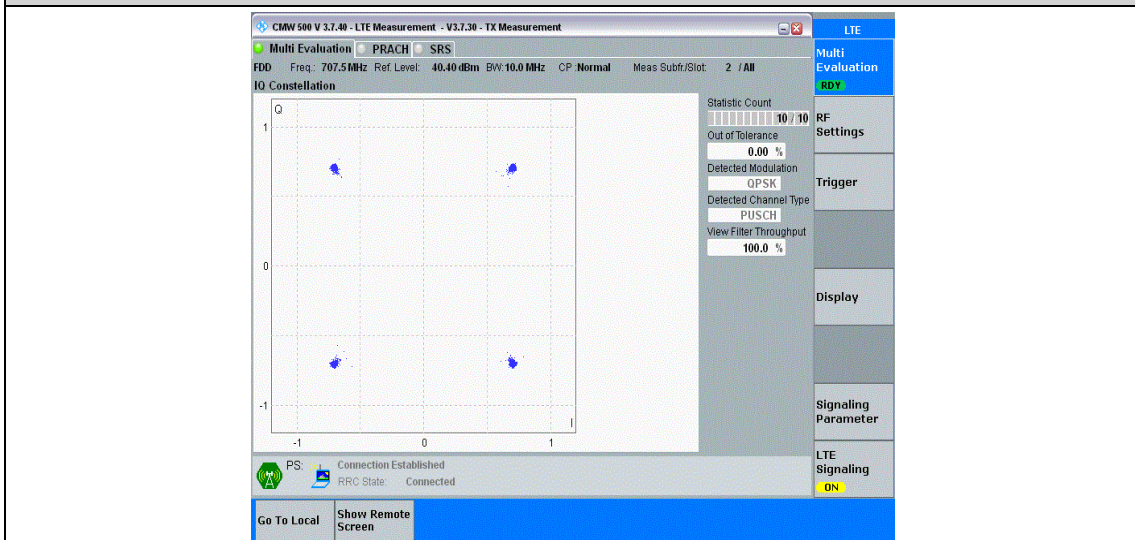 CMW 500 V 3.7.40 - LTE Measurement - V3.7.30 - TX Measurement
LTE
Multi Evaluation PRACH SRS
Multi
Evaluation
RDY
FDD Freq.: 707.5 MHz Ref. Level: 40.40 dBm BW: 10.0 MHz CP :Normal Meas Subfr./Slot: 2 / All
IQ Constellation
Q
1
0
-1
-1 0 1
I
Statistic Count
10 / 10
Out of Tolerance
0.00 %
Detected Modulation
QPSK
Detected Channel Type
PUSCH
View Filter Throughput
100.0 %
RF
Settings
Trigger
Display
Signaling
Parameter
LTE
Signaling
ON
PS: Connection Established
RRC State: Connected
Go To Local
Show Remote
Screen